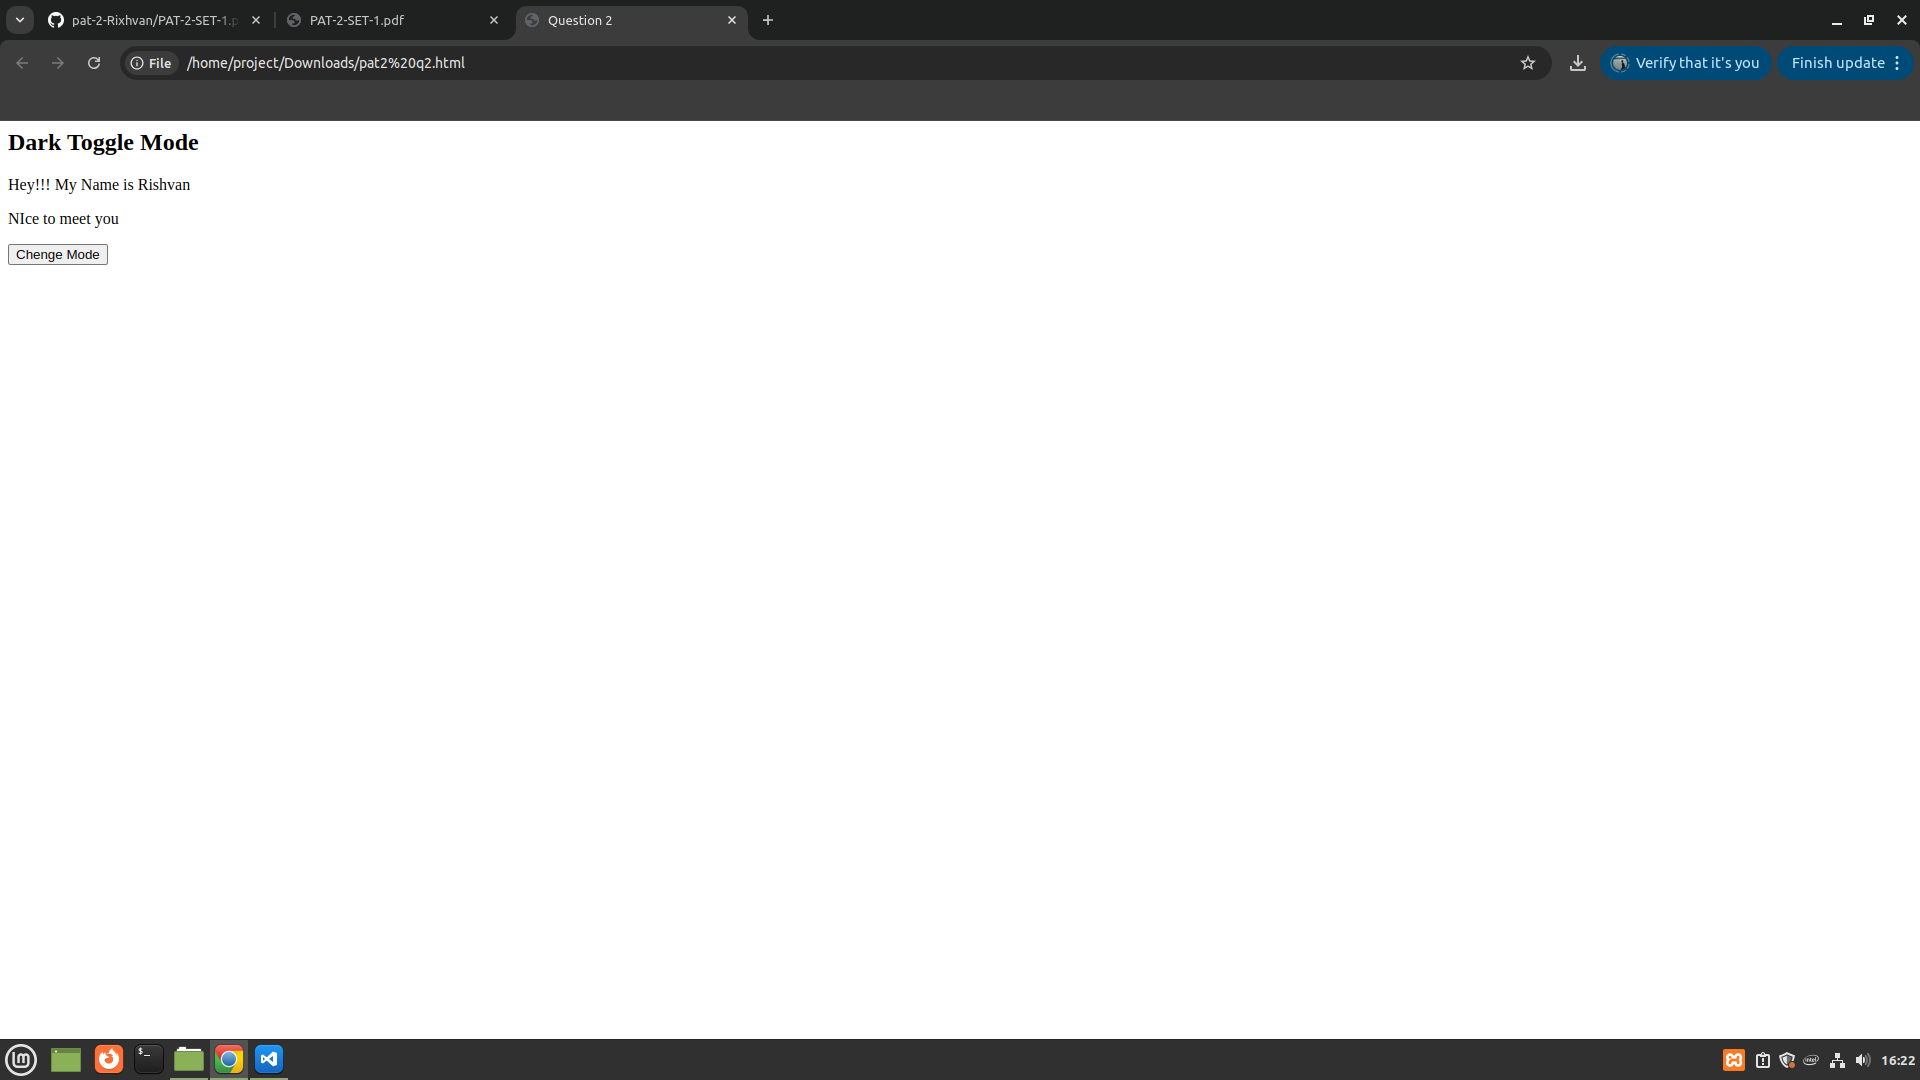 pat-2-Rixhvan/PAT-2-SET-1.p
PAT-2-SET-1.pdf
Question 2
File
/home/project/Downloads/pat2%20q2.html
Verify that it's you
Finish update
Dark Toggle Mode
Hey!!! My Name is Rishvan
NIce to meet you
Chenge Mode
lm
$_
intel
16:22